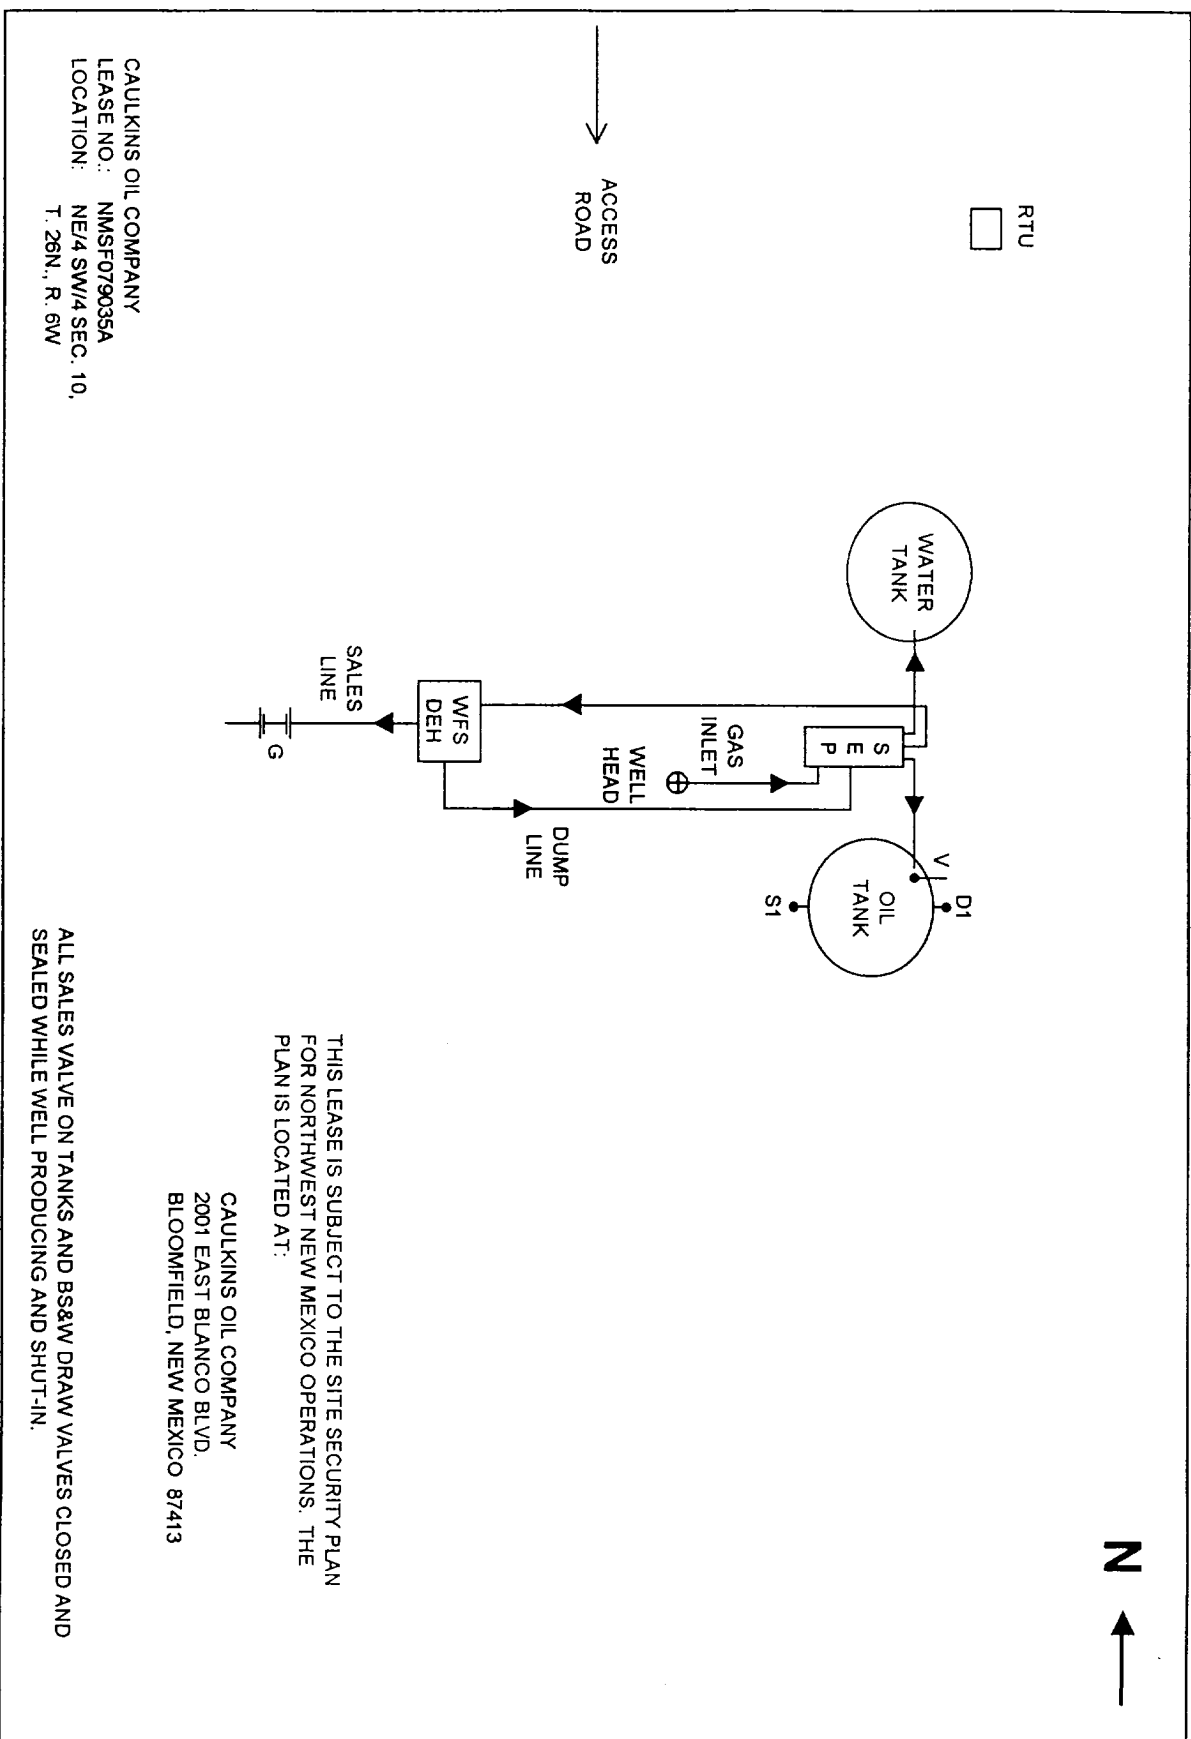 N
RTU
ACCESS
ROAD
WATER
TANK
V
D1
OIL
TANK
S1
S
E
P
GAS
INLET
WELL
HEAD
DUMP
LINE
WFS
DEH
SALES
LINE
G
THIS LEASE IS SUBJECT TO THE SITE SECURITY PLAN
FOR NORTHWEST NEW MEXICO OPERATIONS. THE
PLAN IS LOCATED AT:
CAULKINS OIL COMPANY
2001 EAST BLANCO BLVD.
BLOOMFIELD, NEW MEXICO 87413
CAULKINS OIL COMPANY
LEASE NO.: NMSF079035A
LOCATION: NE/4 SW/4 SEC. 10,
T. 26N., R. 6W
ALL SALES VALVE ON TANKS AND BS&W DRAW VALVES CLOSED AND
SEALED WHILE WELL PRODUCING AND SHUT-IN.